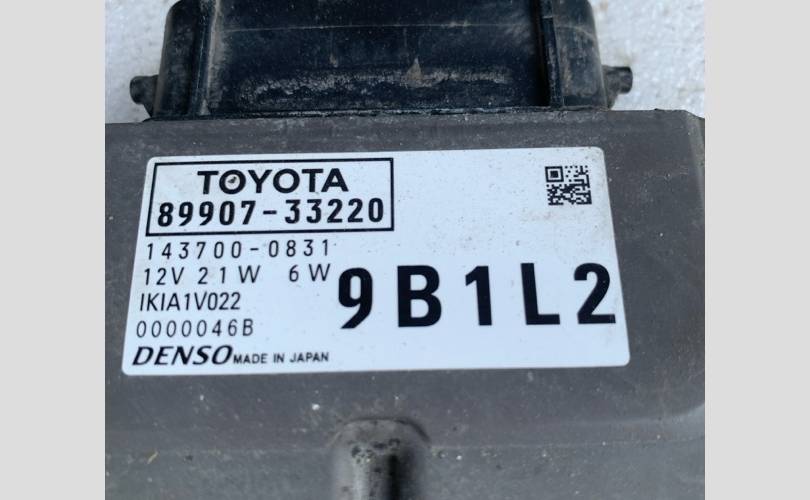 TOYOTA
89907-33220
143700-0831
12V 21W 6W
IKIA1V022
9B1L2
0000046B
DENSO MADE IN JAPAN